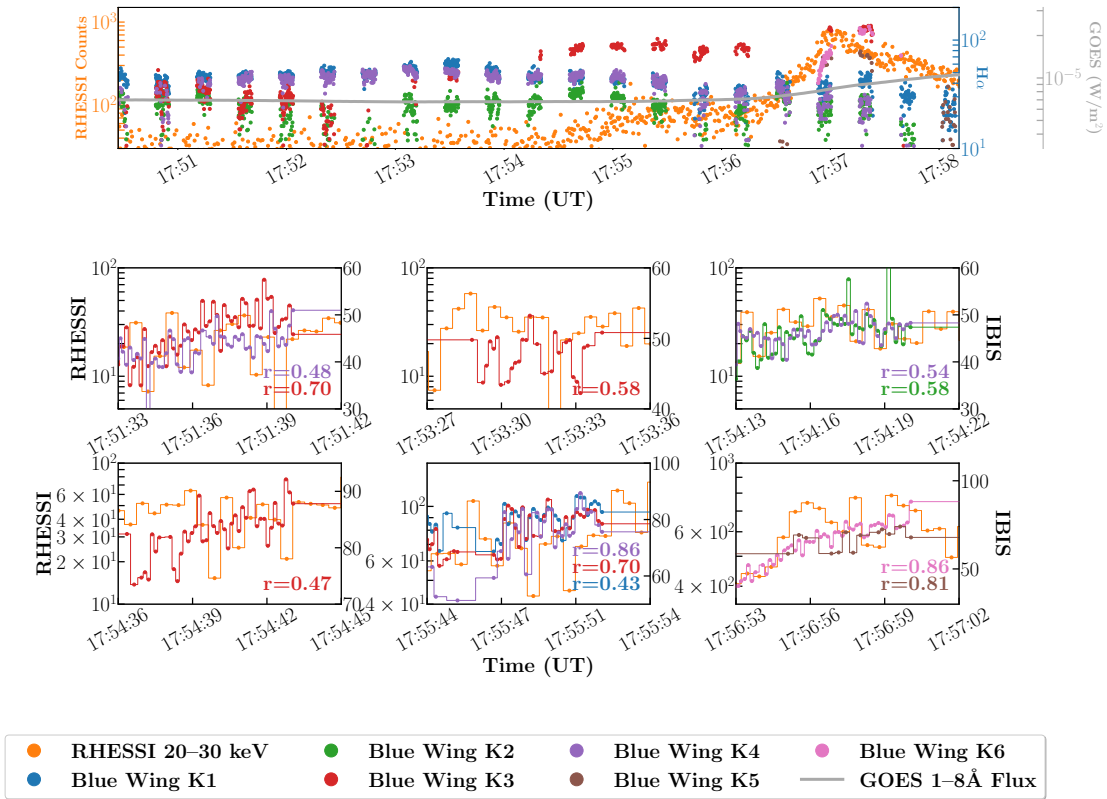 10³
10²
RHESSI Counts
10²
10¹
Hα
10⁻⁵
GOES (W/m²)
17:51
17:52
17:53
17:54
17:55
17:56
17:57
17:58
Time (UT)
RHESSI
10²
10¹
60
50
40
30
r=0.48
r=0.70
17:51:33
17:51:36
17:51:39
17:51:42
10²
10¹
60
50
40
r=0.58
17:53:27
17:53:30
17:53:33
17:53:36
10²
10¹
60
50
40
30
IBIS
r=0.54
r=0.58
17:54:13
17:54:16
17:54:19
17:54:22
RHESSI
10²
6 × 10¹
4 × 10¹
3 × 10¹
2 × 10¹
10¹
90
80
70
r=0.47
17:54:36
17:54:39
17:54:42
17:54:45
10²
6 × 10¹
4 × 10¹
100
80
60
r=0.86
r=0.70
r=0.43
17:55:44
17:55:47
17:55:51
17:55:54
10³
6 × 10²
4 × 10²
100
50
IBIS
r=0.86
r=0.81
17:56:53
17:56:56
17:56:59
17:57:02
Time (UT)
RHESSI 20–30 keV
Blue Wing K2
Blue Wing K4
Blue Wing K6
Blue Wing K1
Blue Wing K3
Blue Wing K5
GOES 1–8Å Flux